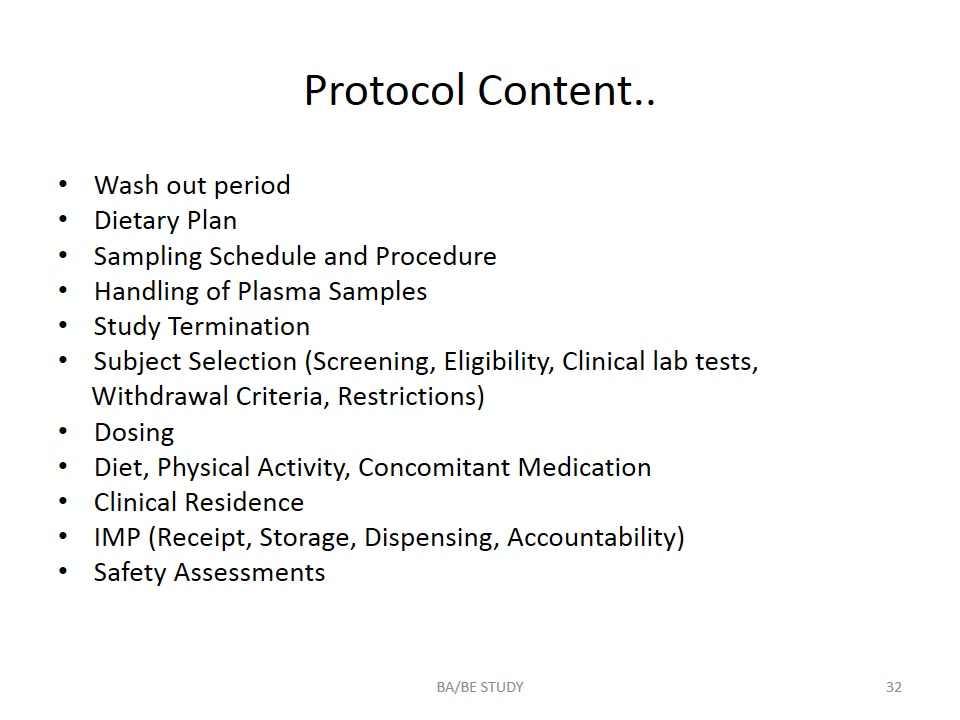 Protocol Content..
• Wash out period
• Dietary Plan
• Sampling Schedule and Procedure
• Handling of Plasma Samples
• Study Termination
• Subject Selection (Screening, Eligibility, Clinical lab tests,
Withdrawal Criteria, Restrictions)
• Dosing
• Diet, Physical Activity, Concomitant Medication
• Clinical Residence
• IMP (Receipt, Storage, Dispensing, Accountability)
• Safety Assessments
BA/BE STUDY
32